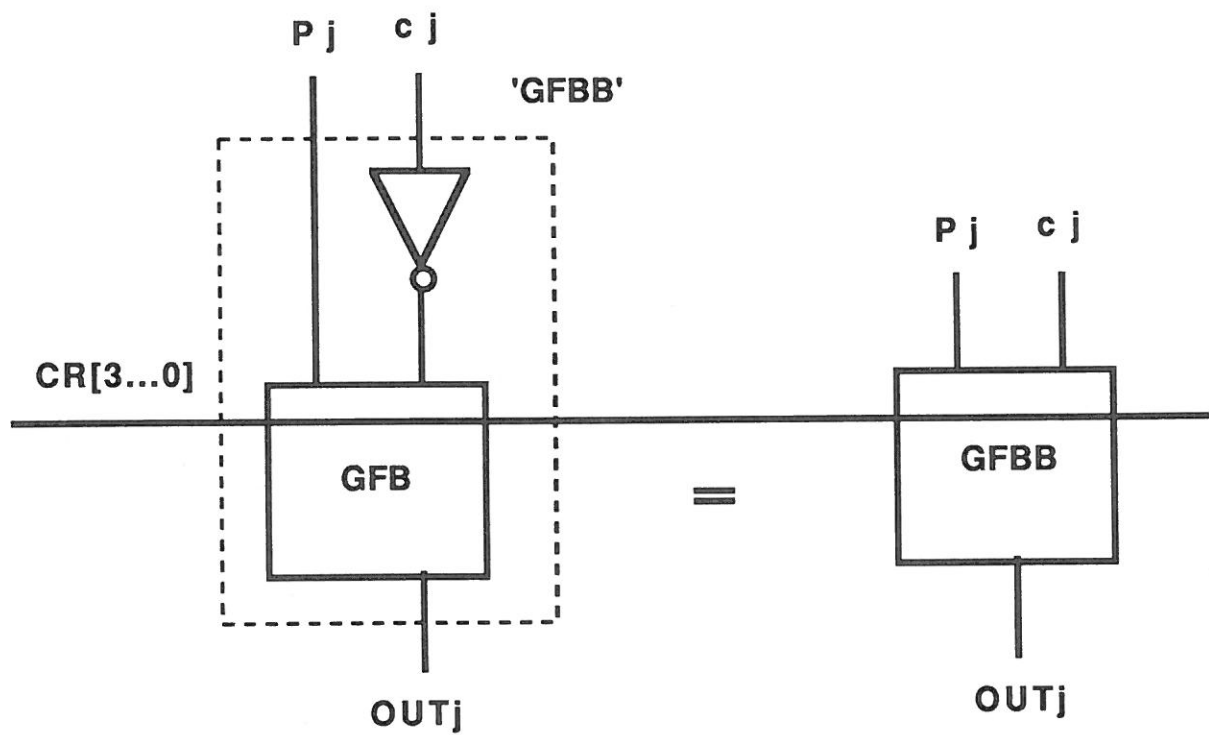 P j
c j
'GFBB'
P j
c j
CR[3...0]
GFB
GFBB
=
OUTj
OUTj